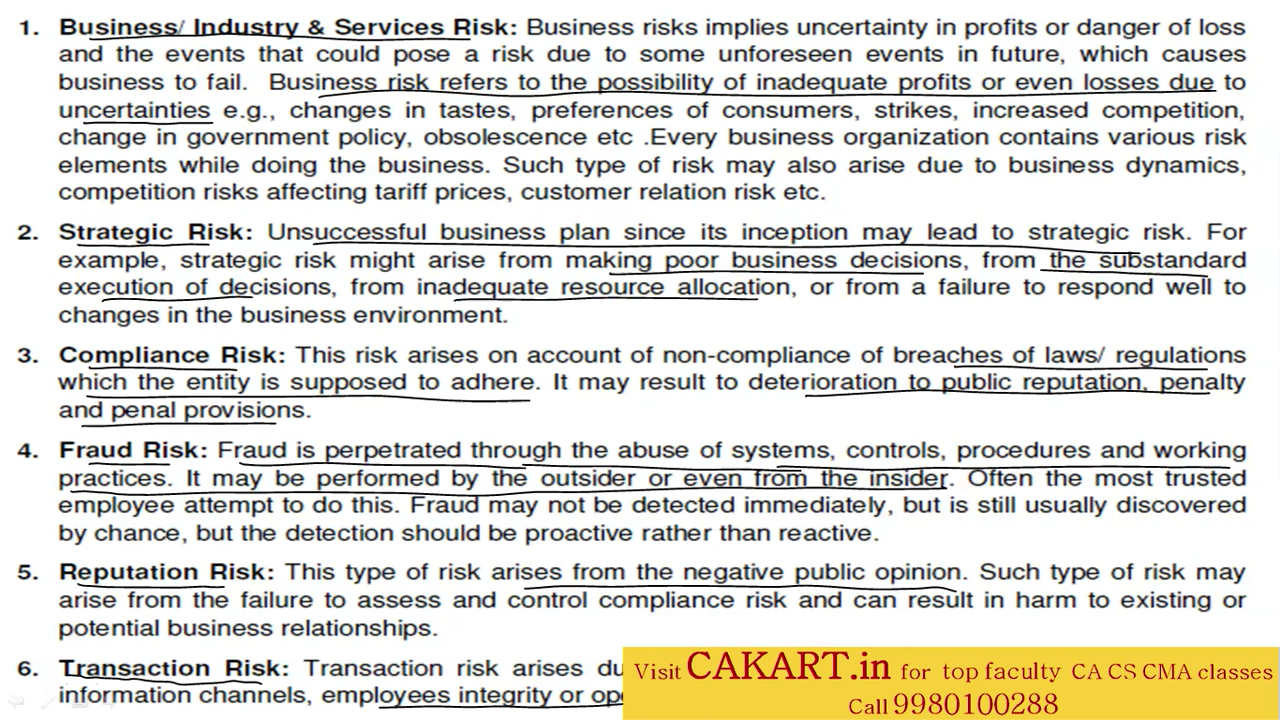 1. Business/ Industry & Services Risk: Business risks implies uncertainty in profits or danger of loss
and the events that could pose a risk due to some unforeseen events in future, which causes
business to fail. Business risk refers to the possibility of inadequate profits or even losses due to
uncertainties e.g., changes in tastes, preferences of consumers, strikes, increased competition,
change in government policy, obsolescence etc .Every business organization contains various risk
elements while doing the business. Such type of risk may also arise due to business dynamics,
competition risks affecting tariff prices, customer relation risk etc.
2. Strategic Risk: Unsuccessful business plan since its inception may lead to strategic risk. For
example, strategic risk might arise from making poor business decisions, from the substandard
execution of decisions, from inadequate resource allocation, or from a failure to respond well to
changes in the business environment.
3. Compliance Risk: This risk arises on account of non-compliance of breaches of laws/ regulations
which the entity is supposed to adhere. It may result to deterioration to public reputation, penalty
and penal provisions.
4. Fraud Risk: Fraud is perpetrated through the abuse of systems, controls, procedures and working
practices. It may be performed by the outsider or even from the insider. Often the most trusted
employee attempt to do this. Fraud may not be detected immediately, but is still usually discovered
by chance, but the detection should be proactive rather than reactive.
5. Reputation Risk: This type of risk arises from the negative public opinion. Such type of risk may
arise from the failure to assess and control compliance risk and can result in harm to existing or
potential business relationships.
6. Transaction Risk: Transaction risk arises
information channels, employees integrity or
Visit CAKART.in for top faculty CA CS CMA classes
Call 9980100288